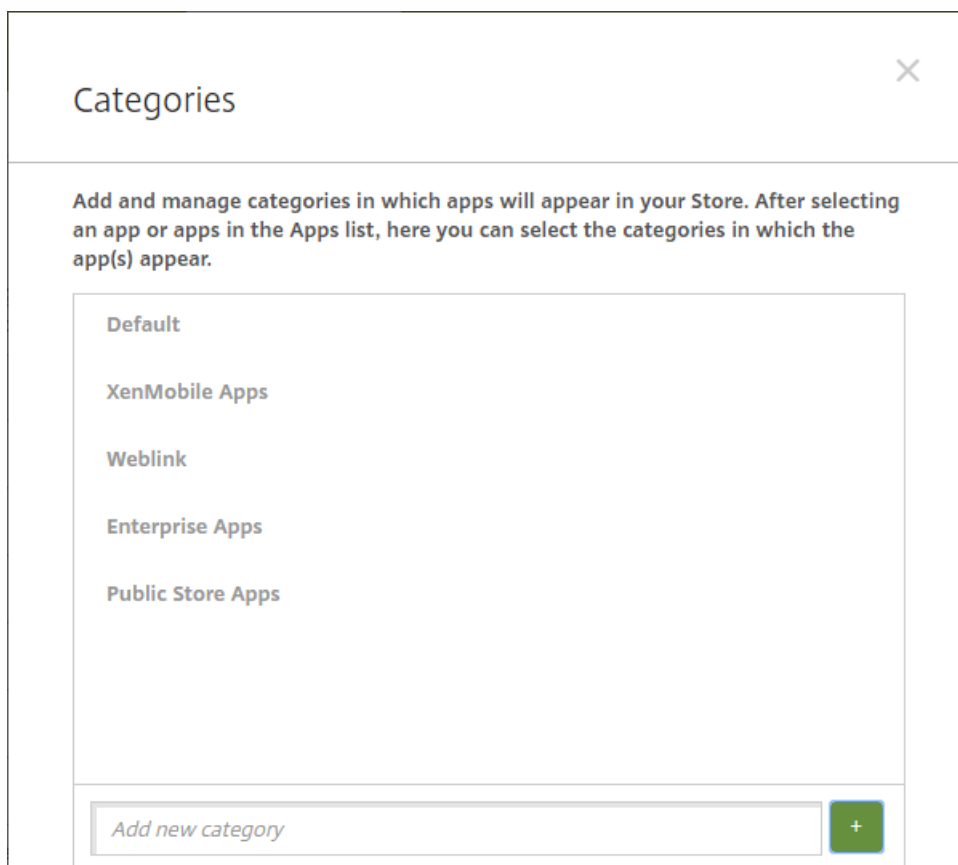 Categories
Add and manage categories in which apps will appear in your Store. After selecting
an app or apps in the Apps list, here you can select the categories in which the
app(s) appear.
Default
XenMobile Apps
Weblink
Enterprise Apps
Public Store Apps
Add new category
+